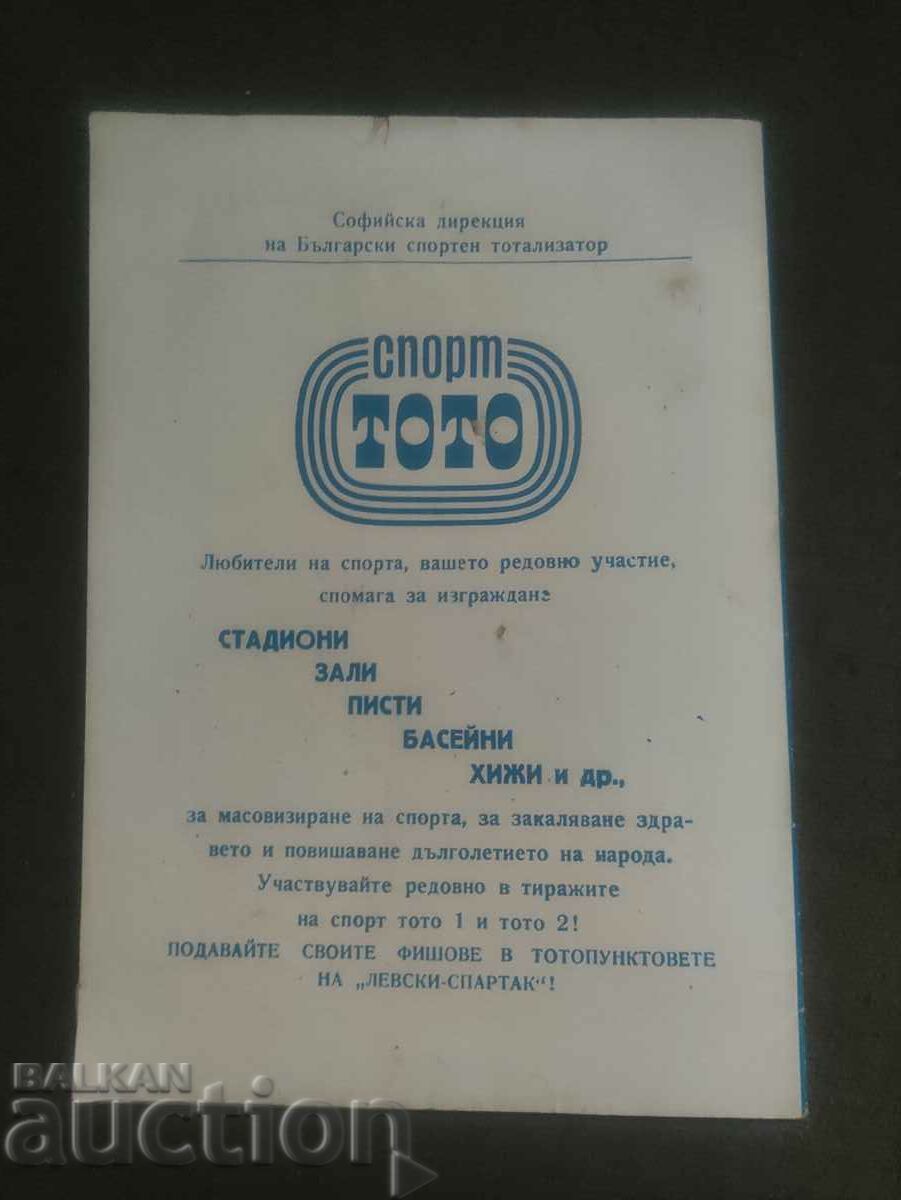 Софийска дирекция
на Български спортен тотализатор
спорт
ТОТО
Любители на спорта, вашето редовно участие,
спомага за изграждане
СТАДИОНИ
ЗАЛИ
ПИСТИ
БАСЕЙНИ
ХИЖИ и др.,
за масовизиране на спорта, за закаляване здра-
вето и повишаване дълголетието на народа.
Участвувайте редовно в тиражите
на спорт тото 1 и тото 2!
ПОДАВАЙТЕ СВОИТЕ ФИШОВЕ В ТОТОПУНКТОВЕТЕ
НА „ЛЕВСКИ-СПАРТАК“!
BALKAN
auction